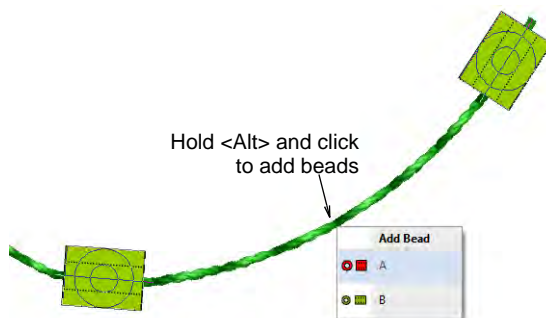 Hold <Alt> and click
to add beads
Add Bead
A
B